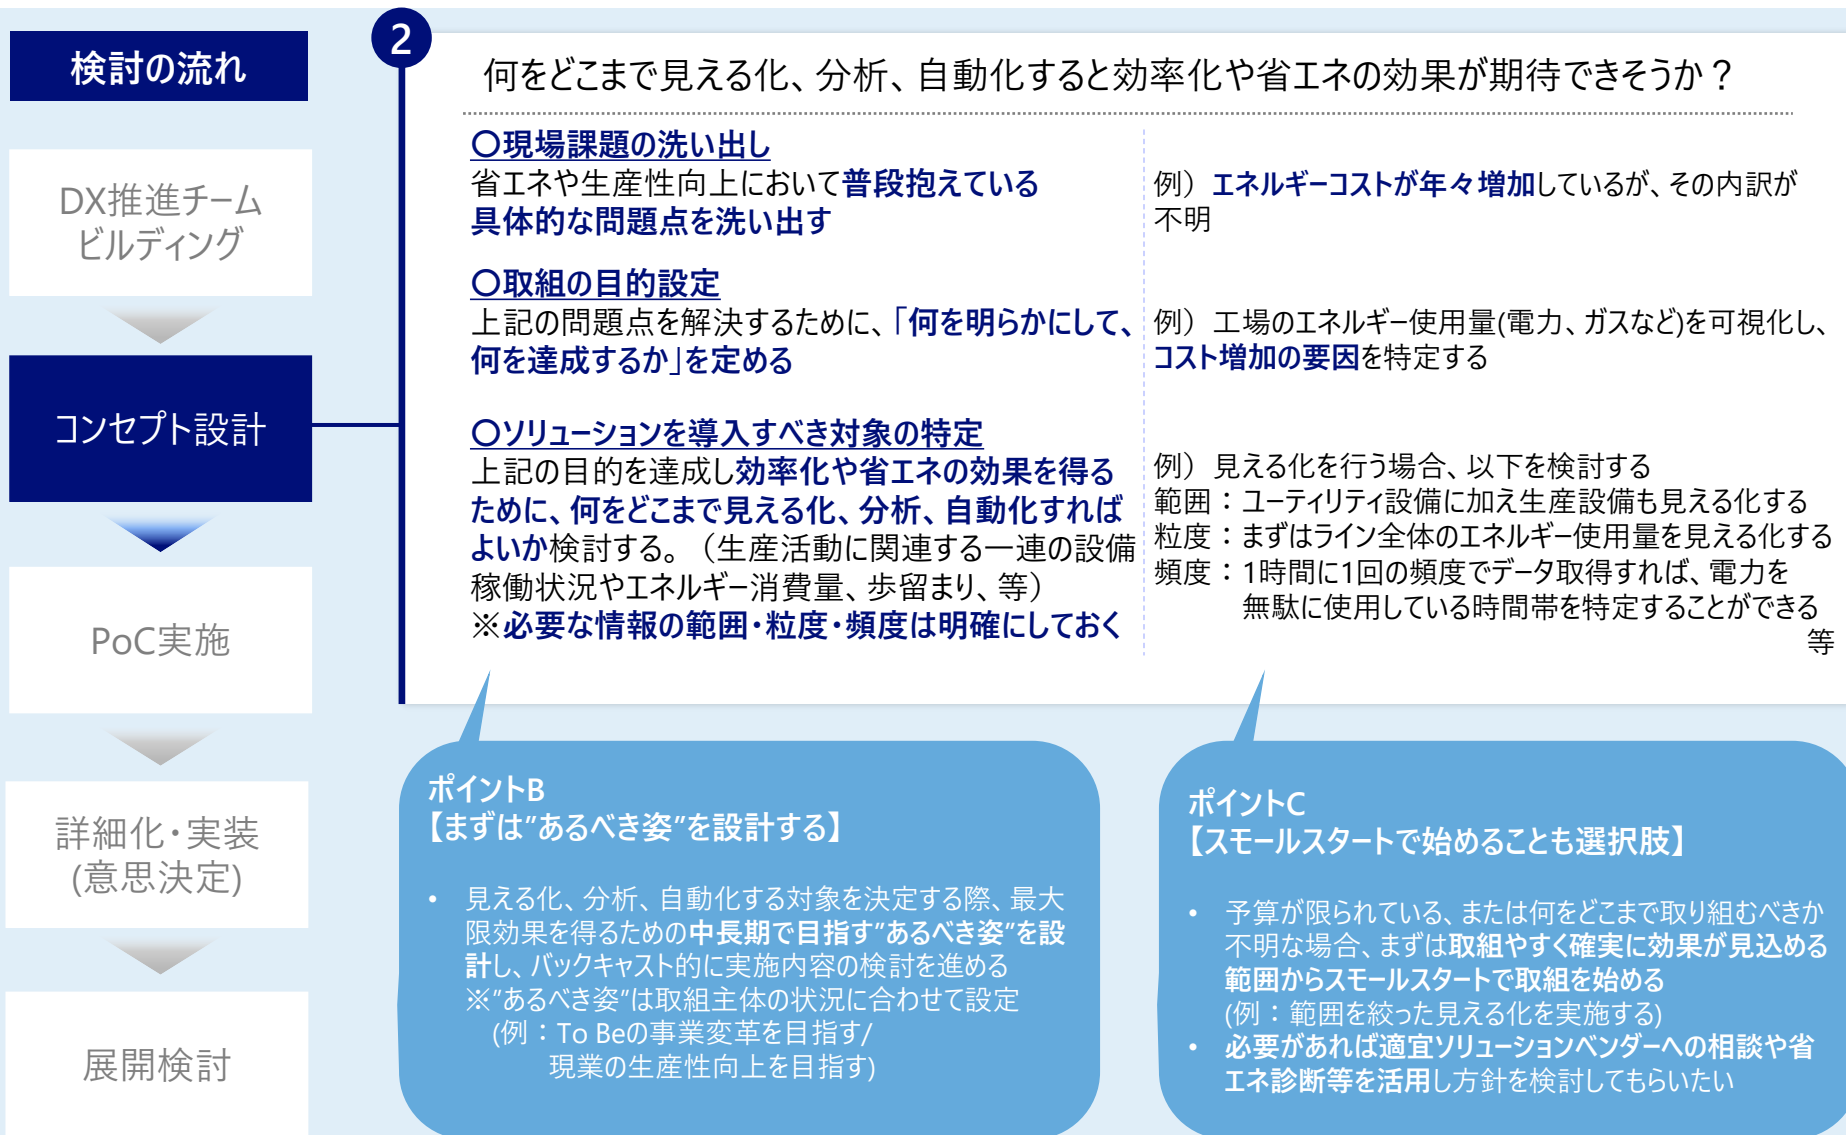 検討の流れ
DX推進チーム
ビルディング
コンセプト設計
PoC実施
詳細化・実装
(意思決定)
展開検討
2
何をどこまで見える化、分析、自動化すると効率化や省エネの効果が期待できそうか？
〇現場課題の洗い出し
省エネや生産性向上において普段抱えている
具体的な問題点を洗い出す
例）エネルギーコストが年々増加しているが、その内訳が
不明
〇取組の目的設定
上記の問題点を解決するために、「何を明らかにして、
何を達成するか」を定める
例）工場のエネルギー使用量(電力、ガスなど)を可視化し、
コスト増加の要因を特定する
〇ソリューションを導入すべき対象の特定
上記の目的を達成し効率化や省エネの効果を得る
ために、何をどこまで見える化、分析、自動化すれば
よいか検討する。（生産活動に関連する一連の設備
稼働状況やエネルギー消費量、歩留まり、等）
※必要な情報の範囲・粒度・頻度は明確にしておく
例）見える化を行う場合、以下を検討する
範囲：ユーティリティ設備に加え生産設備も見える化する
粒度：まずはライン全体のエネルギー使用量を見える化する
頻度：1時間に1回の頻度でデータ取得すれば、電力を
無駄に使用している時間帯を特定することができる
等
ポイントB
【まずは”あるべき姿”を設計する】
• 見える化、分析、自動化する対象を決定する際、最大
限効果を得るための中長期で目指す”あるべき姿”を設
計し、バックキャスト的に実施内容の検討を進める
※”あるべき姿”は取組主体の状況に合わせて設定
(例：To Beの事業変革を目指す/
現業の生産性向上を目指す)
ポイントC
【スモールスタートで始めることも選択肢】
• 予算が限られている、または何をどこまで取り組むべきか
不明な場合、まずは取組やすく確実に効果が見込める
範囲からスモールスタートで取組を始める
(例：範囲を絞った見える化を実施する)
• 必要があれば適宜ソリューションベンダーへの相談や省
エネ診断等を活用し方針を検討してもらいたい